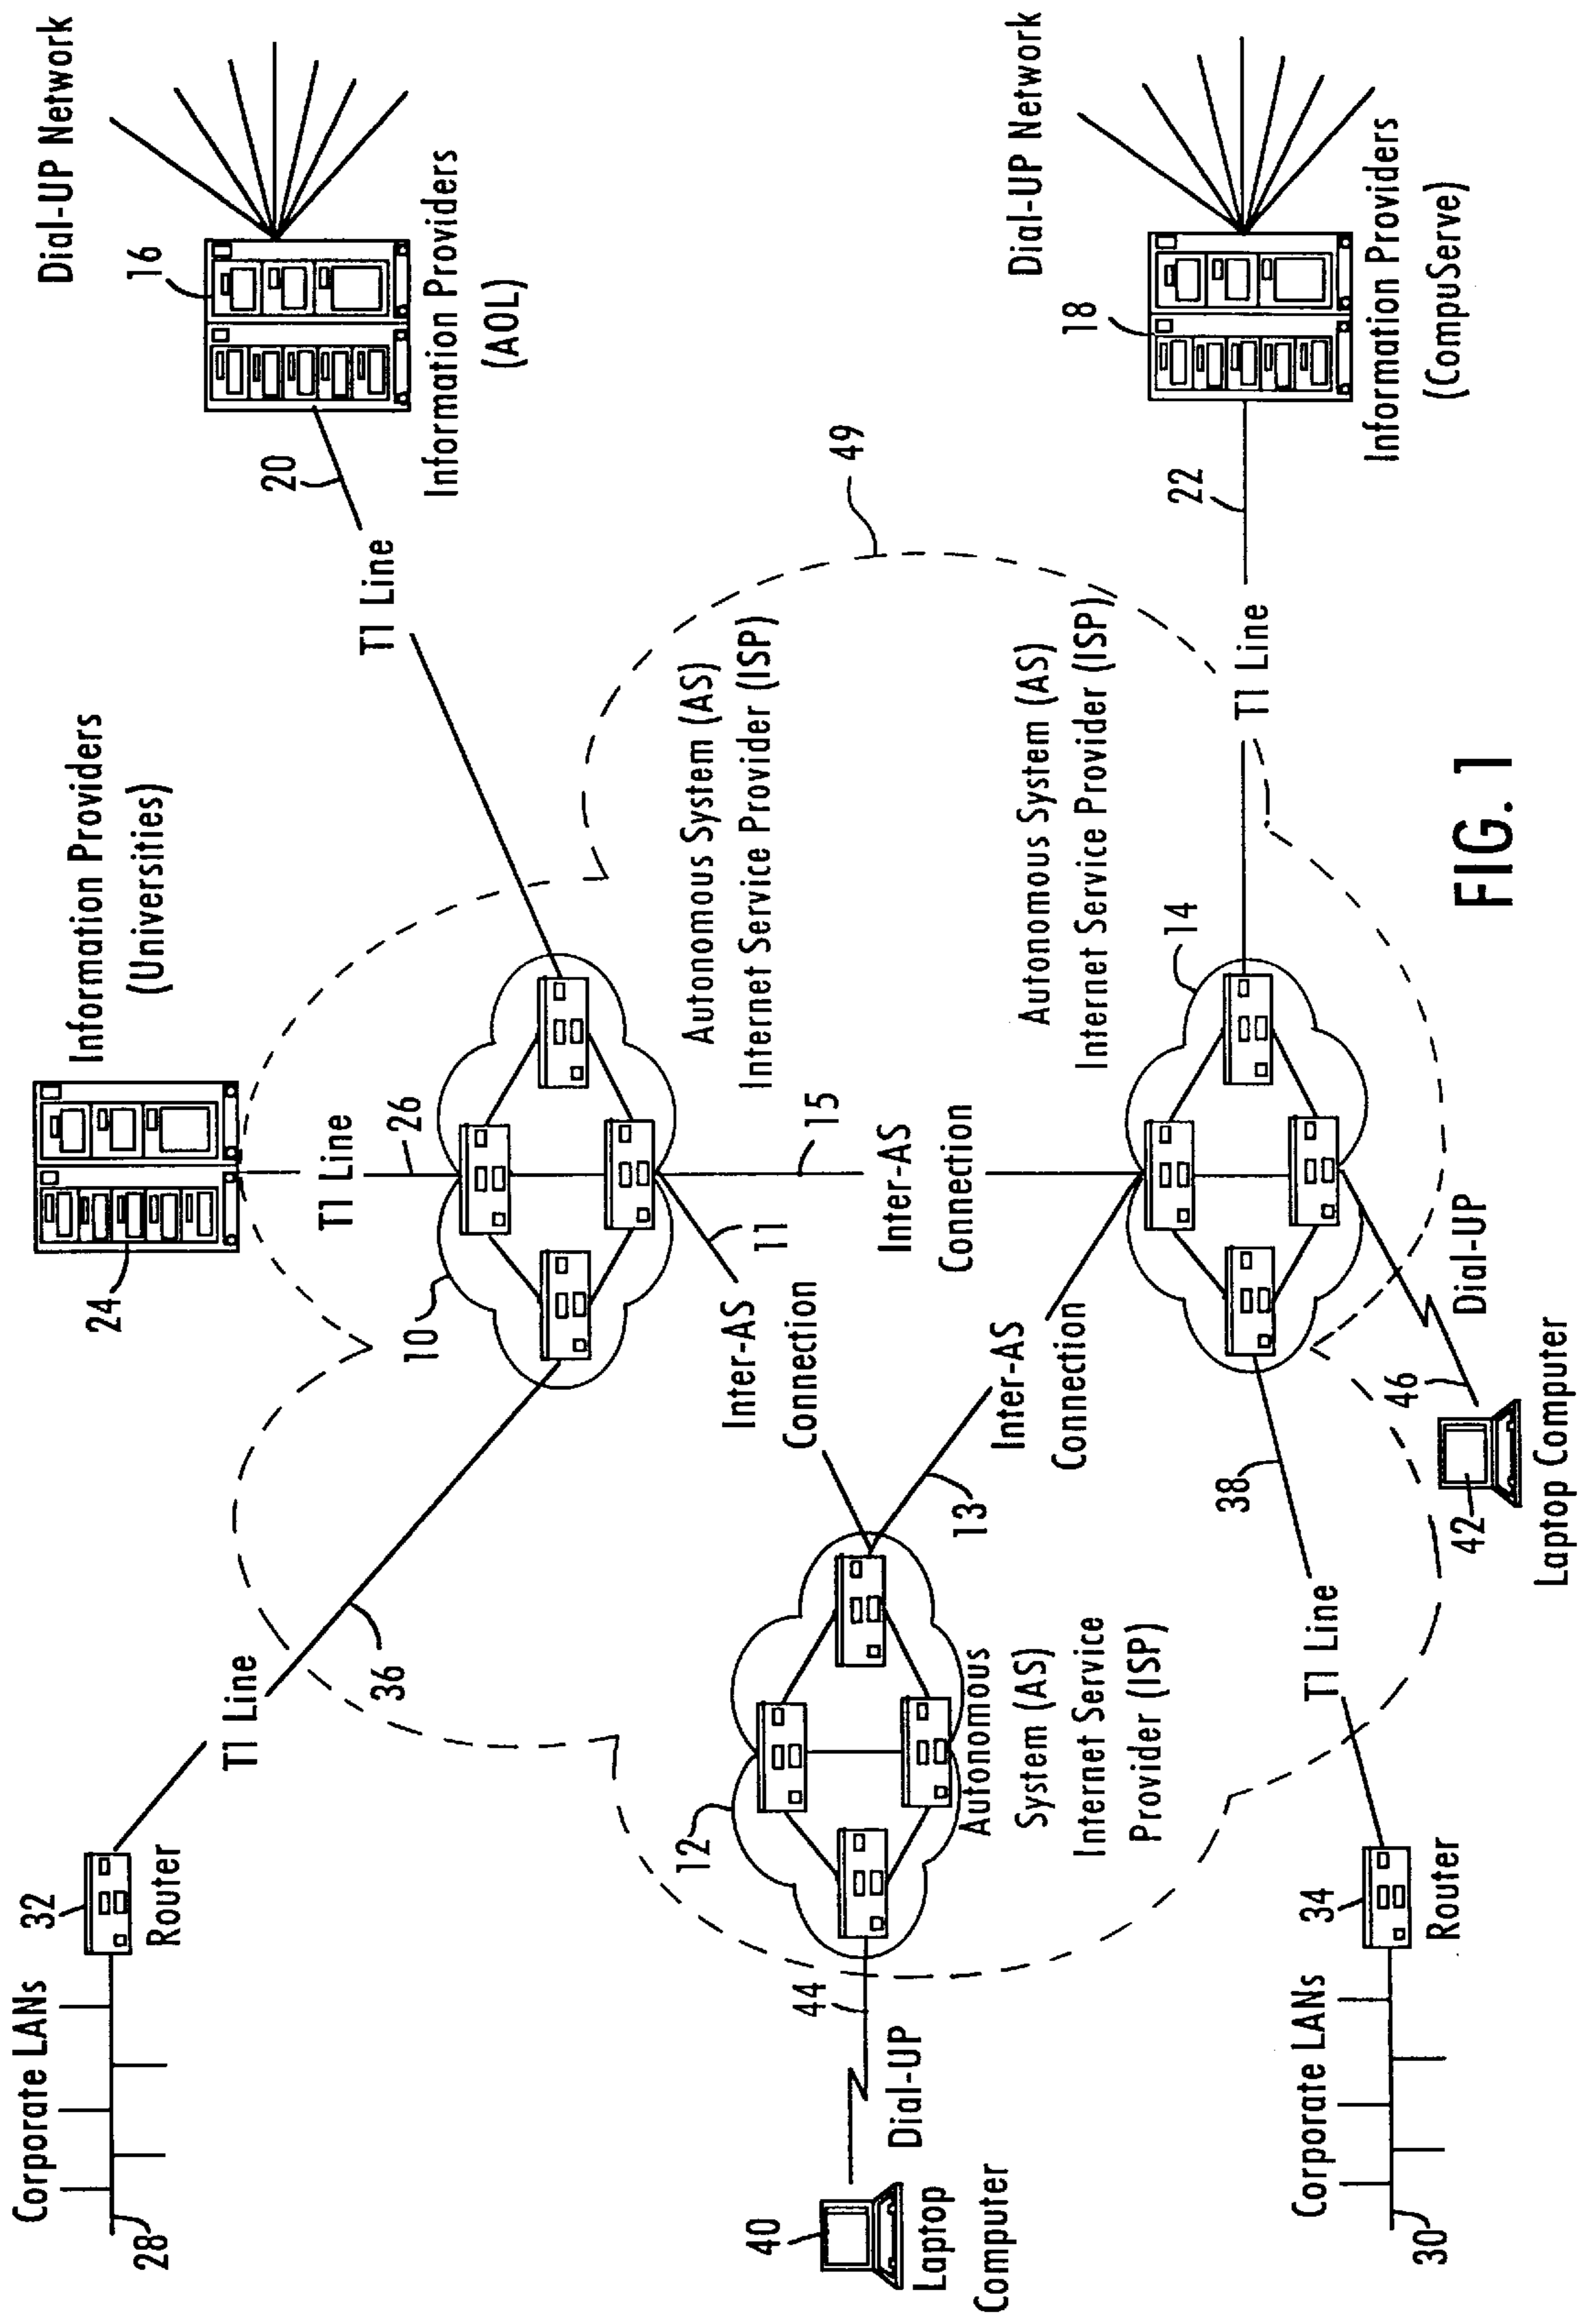 Corporate LANs
28
32
Router
T1 Line
36
Information Providers
(Universities)
24
T1 Line
26
10
Dial-UP Network
16
Information Providers
(AOL)
20
T1 Line
49
Autonomous System (AS)
Internet Service Provider (ISP)
Inter-AS
Connection
11
Inter-AS
Connection
15
Inter-AS
Connection
13
12
Autonomous
System (AS)
Internet Service
Provider (ISP)
44
Dial-UP
40
Laptop
Computer
Autonomous System (AS)
Internet Service Provider (ISP)
14
Dial-UP Network
18
Information Providers
(CompuServe)
22
T1 Line
38
T1 Line
Corporate LANs
30
34
Router
Dial-UP
46
42
Laptop Computer
FIG. 1